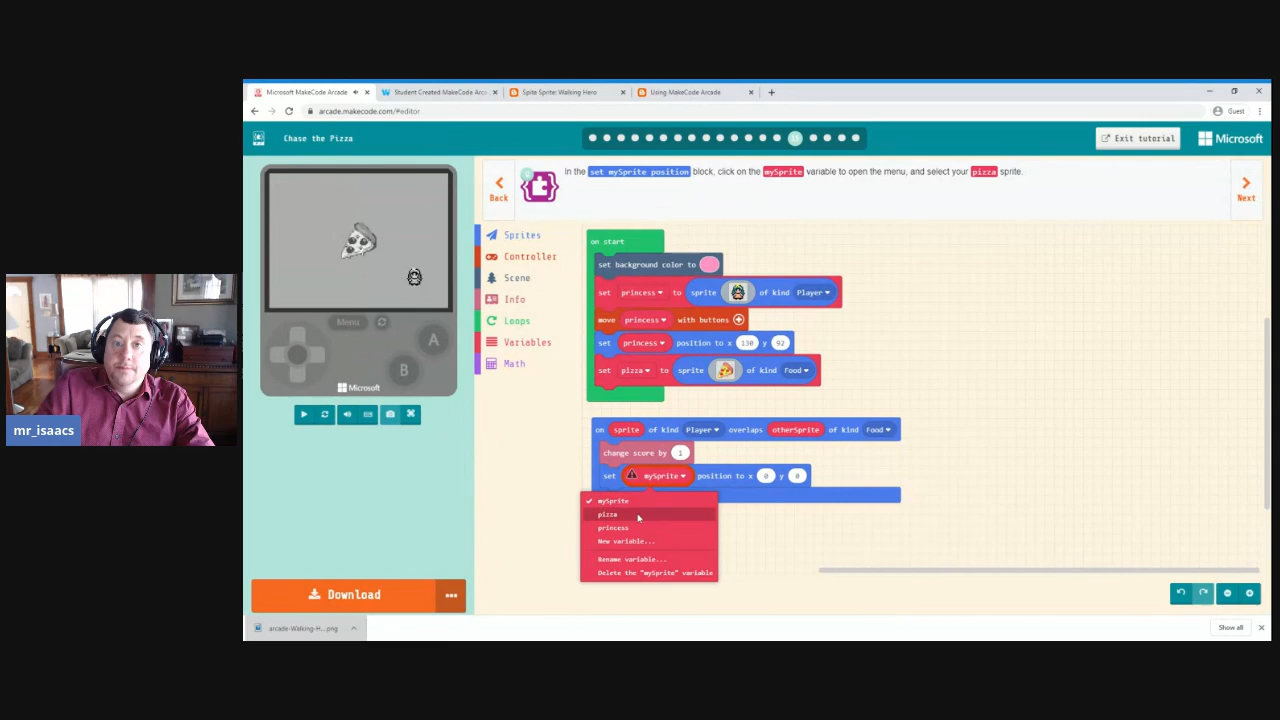 Microsoft MakeCode Arcade
Student Created MakeCode Arc
Spite Sprite: Walking Hero
Using MakeCode Arcade
arcade.makecode.com/#editor
Guest
Chase the Pizza
Exit tutorial
Microsoft
Back
In the set mySprite position block, click on the mySprite variable to open the menu, and select your pizza sprite.
Next
Menu
A
B
Microsoft
Download
Sprites
Controller
Scene
Info
Loops
Variables
Math
on start
set background color to
set princess to sprite of kind Player
move princess with buttons
set princess position to x 130 y 92
set pizza to sprite of kind Food
on sprite of kind Player overlaps otherSprite of kind Food
change score by 1
set mySprite position to x 0 y 0
mySprite
pizza
princess
New variable...
Rename variable...
Delete the "mySprite" variable
mr_isaacs
arcade-Walking-H....png
Show all